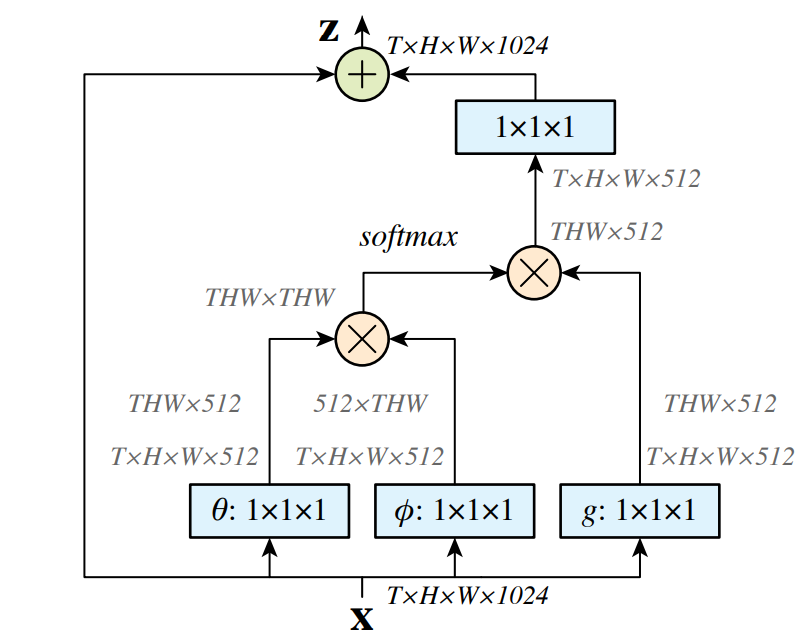 z
T×H×W×1024
1×1×1
T×H×W×512
THW×512
softmax
THW×THW
THW×512
512×THW
THW×512
T×H×W×512
T×H×W×512
T×H×W×512
θ: 1×1×1
ϕ: 1×1×1
g: 1×1×1
T×H×W×1024
x